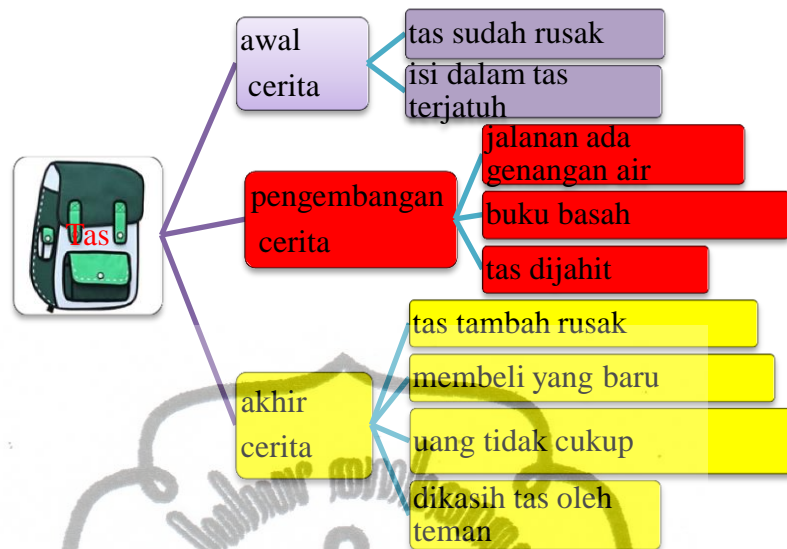 awal
cerita
tas sudah rusak
isi dalam tas
terjatuh
Tas
pengembangan
cerita
jalanan ada
genangan air
buku basah
tas dijahit
akhir
cerita
tas tambah rusak
membeli yang baru
uang tidak cukup
dikasih tas oleh
teman